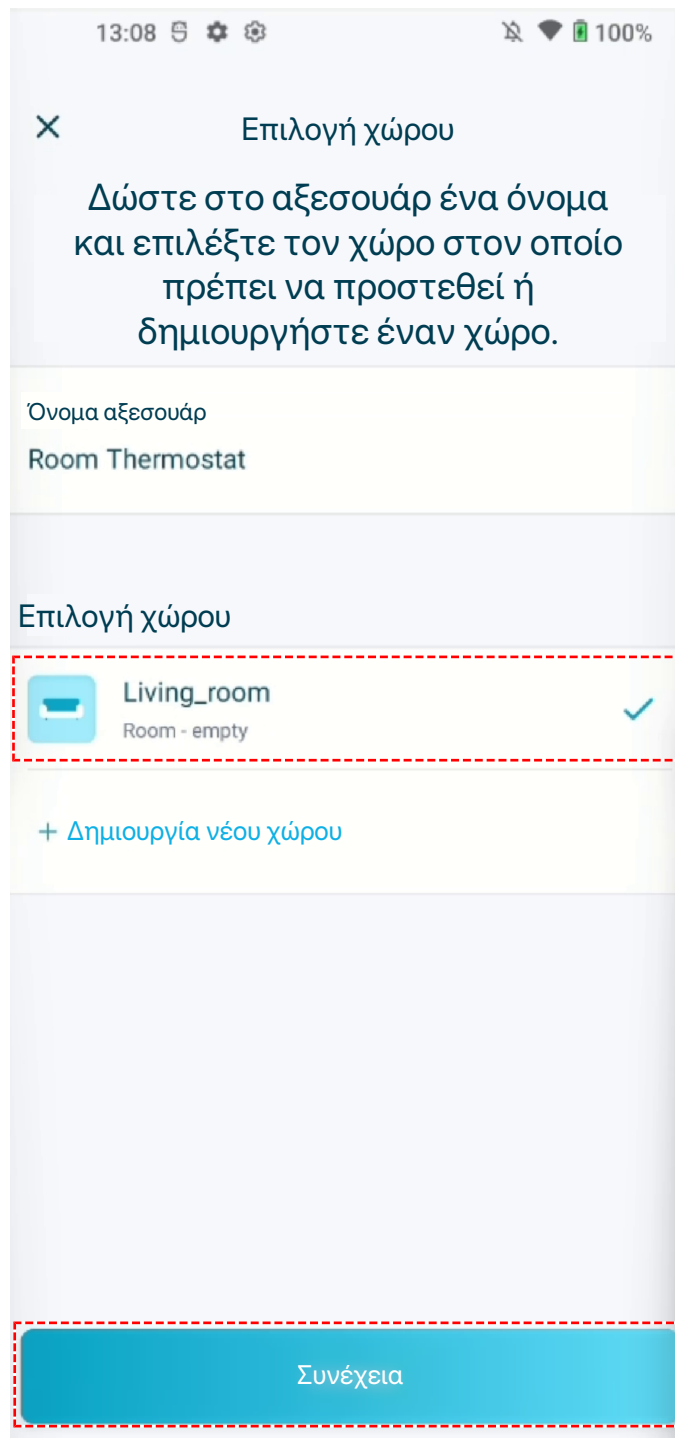 13:08 100%
Επιλογή χώρου
Δώστε στο αξεσουάρ ένα όνομα
και επιλέξτε τον χώρο στον οποίο
πρέπει να προστεθεί ή
δημιουργήστε έναν χώρο.
Όνομα αξεσουάρ
Room Thermostat
Επιλογή χώρου
Living_room
Room - empty
+ Δημιουργία νέου χώρου
Συνέχεια